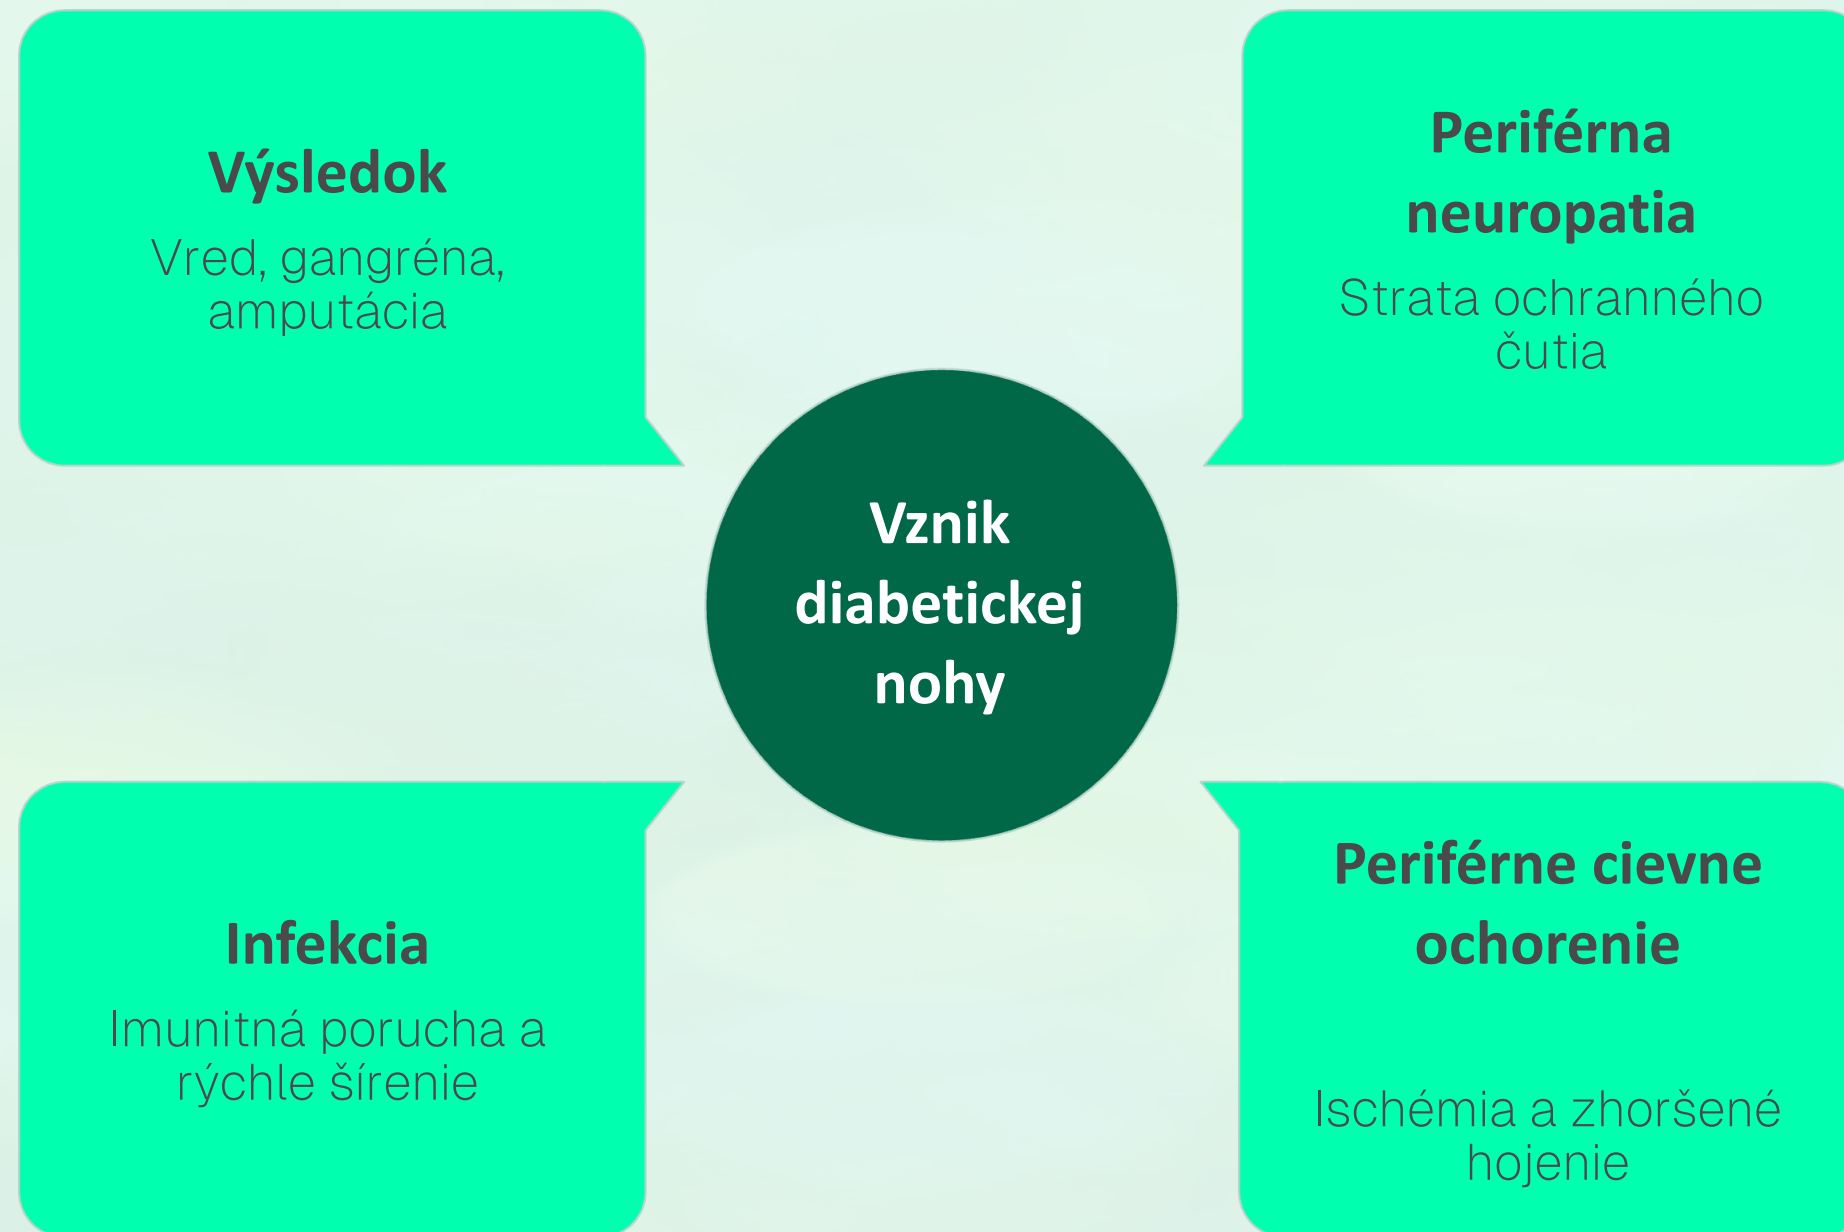 Výsledok
Vred, gangréna,
amputácia
Periférna
neuropatia
Strata ochranného
čutia
Vznik
diabetickej
nohy
Infekcia
Imunitná porucha a
rýchle šírenie
Periférne cievne
ochorenie
Ischémia a zhoršené
hojenie